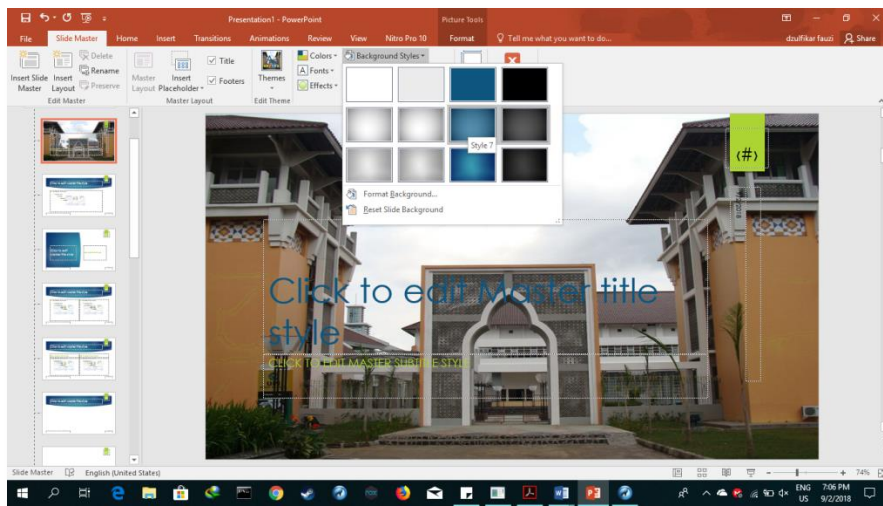 Presentation1 - PowerPoint
Picture Tools
File
Slide Master
Home
Insert
Transitions
Animations
Review
View
Nitro Pro 10
Format
Tell me what you want to do...
dzulfikar fauzi
Share
Insert Slide Master
Insert Layout
Delete
Rename
Preserve
Edit Master
Master Layout
Insert Placeholder
Title
Footers
Master Layout
Themes
Edit Theme
Colors
Fonts
Effects
Background Styles
Style 7
Format Background...
Reset Slide Background
‹#›
9/2/2018
Click to edit Master title
style
CLICK TO EDIT MASTER SUBTITLE STYLE
Slide Master
English (United States)
74%
ENG
US
7:06 PM
9/2/2018